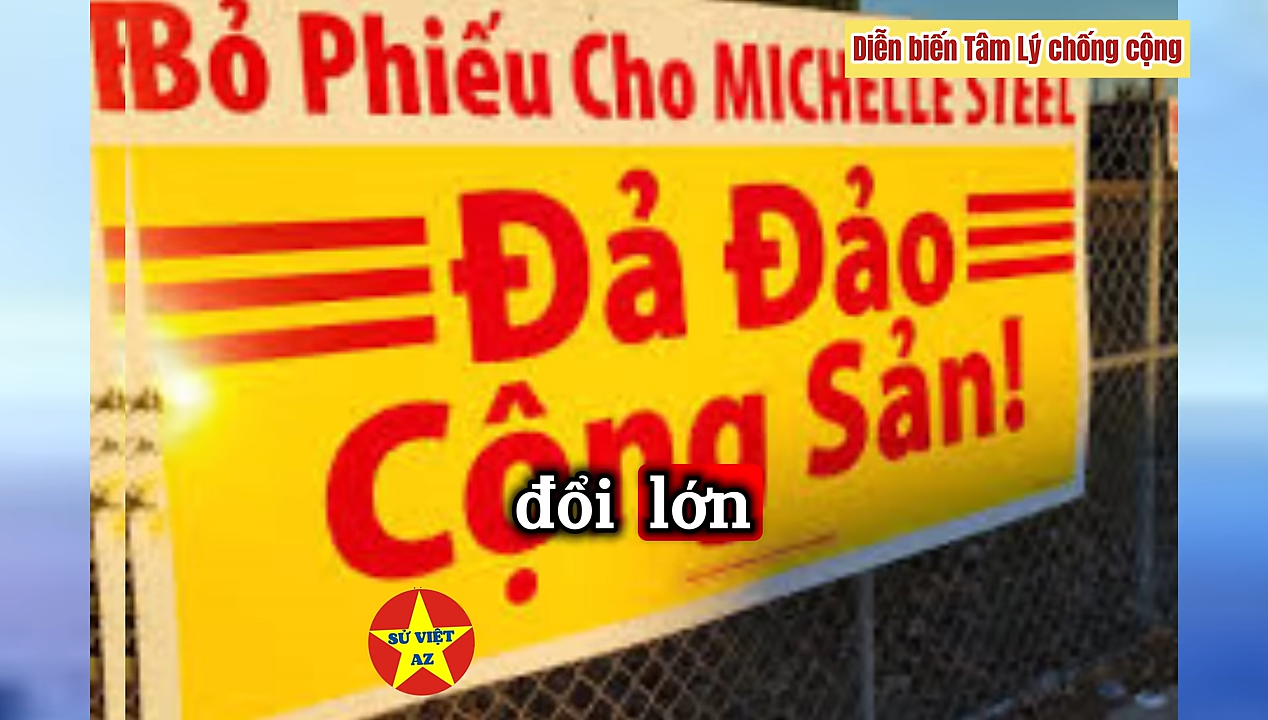 Diễn biến Tâm Lý chống cộng
Bỏ Phiếu Cho MICHELLE STEEL
Đả Đảo
Cộng Sản!
đổi lớn
SỬ VIỆT
AZ